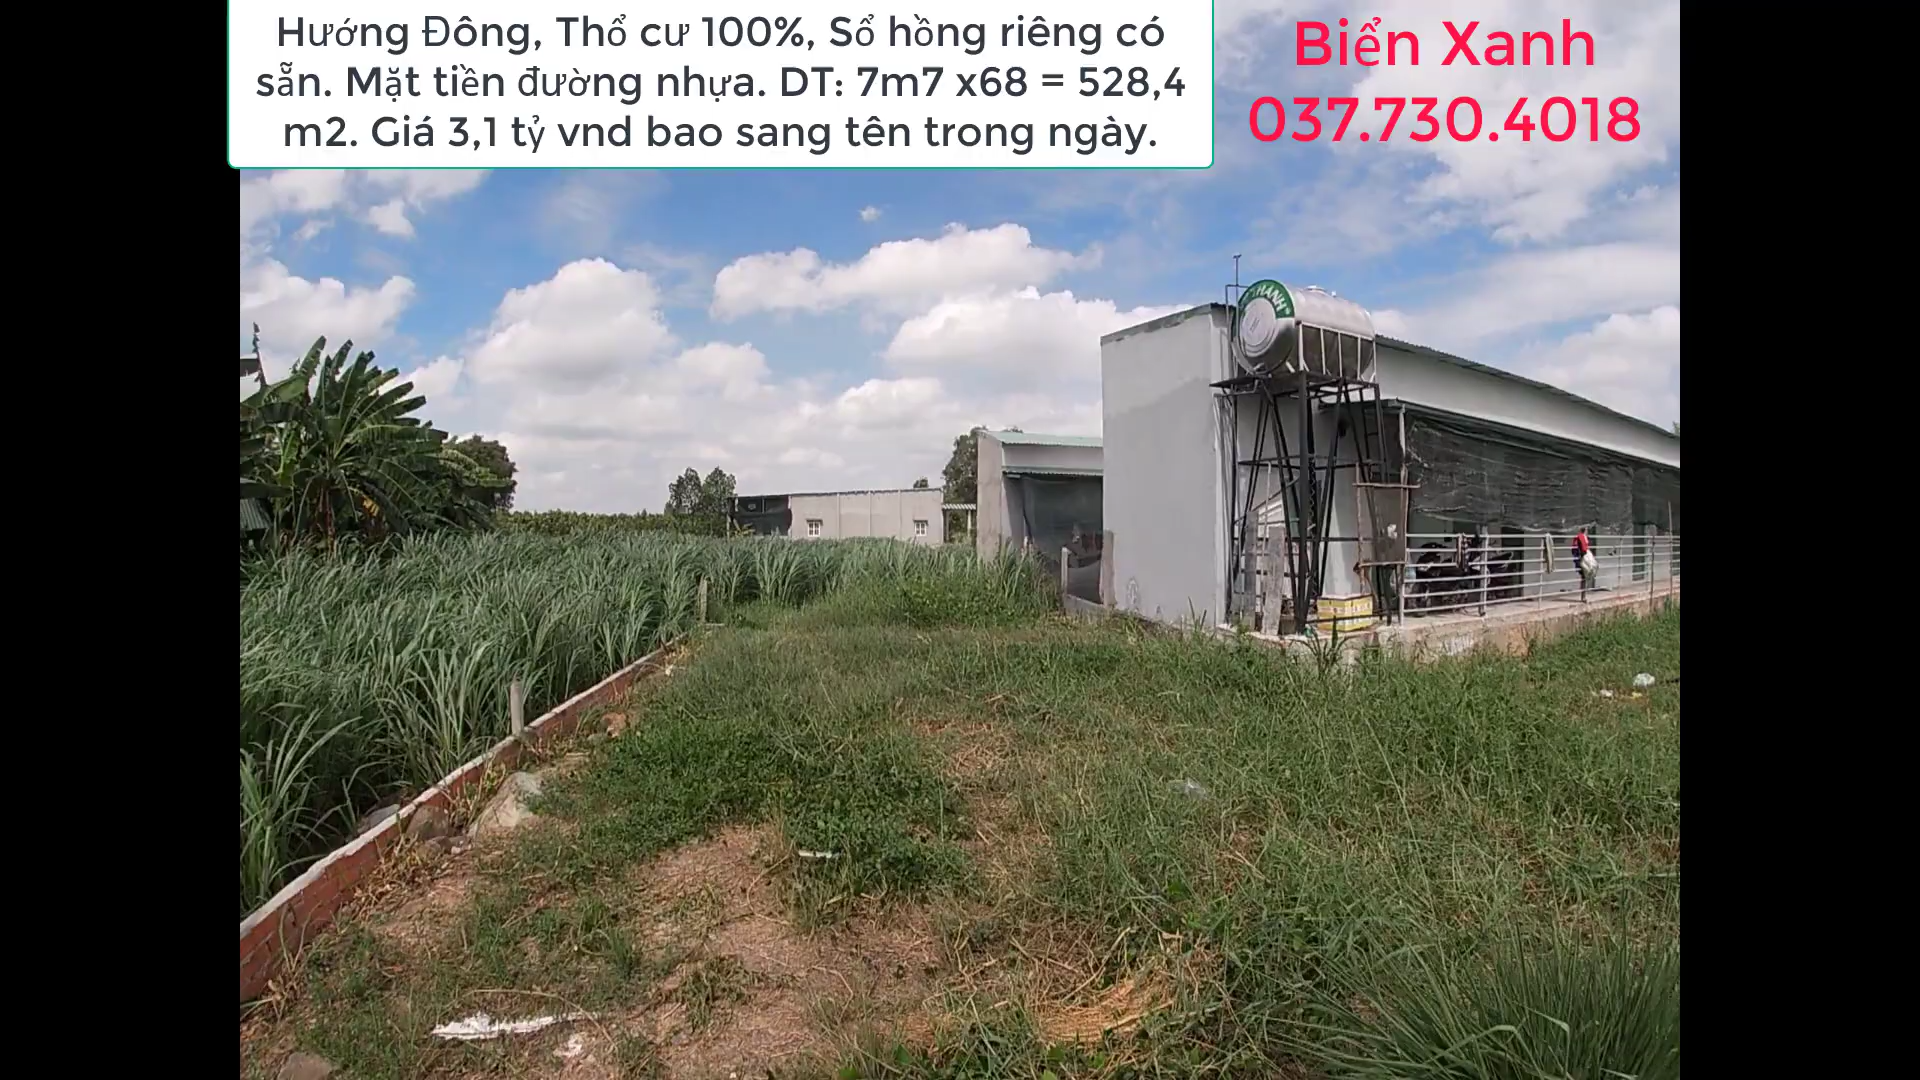 Hướng Đông, Thổ cư 100%, Sổ hồng riêng có
sẵn. Mặt tiền đường nhựa. DT: 7m7 x68 = 528,4
m2. Giá 3,1 tỷ vnd bao sang tên trong ngày.
Biển Xanh
037.730.4018